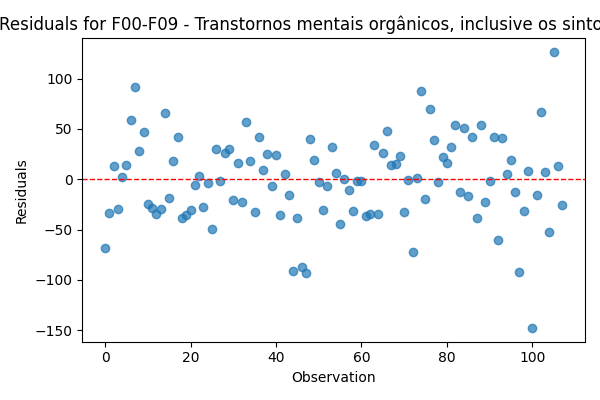 Residuals for F00-F09 - Transtornos mentais orgânicos, inclusive os sinto
Residuals
100
50
0
−50
−100
−150
0 20 40 60 80 100
Observation